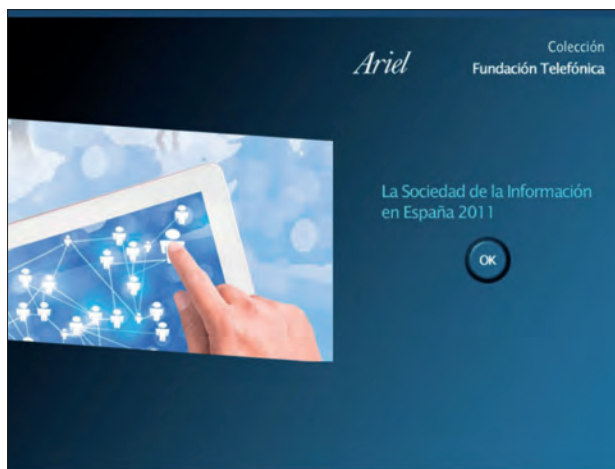 Ariel
Colección
Fundación Telefónica
La Sociedad de la Información
en España 2011
OK